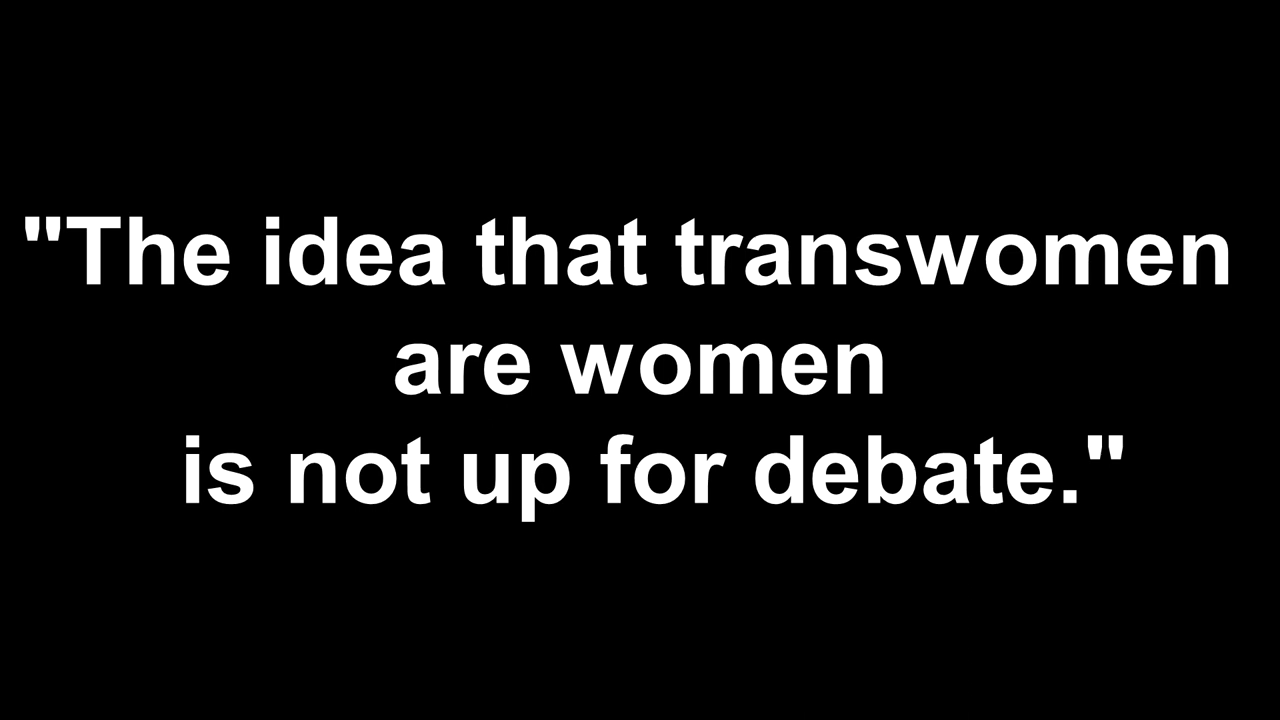 "The idea that transwomen
are women
is not up for debate."